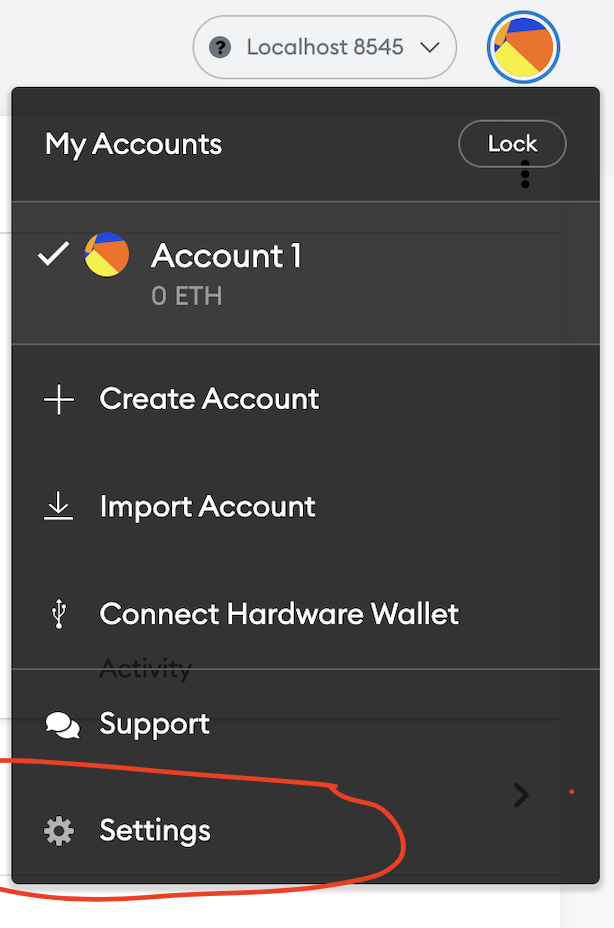 Localhost 8545
My Accounts
Lock
Account 1
0 ETH
Create Account
Import Account
Connect Hardware Wallet
Activity
Support
Settings